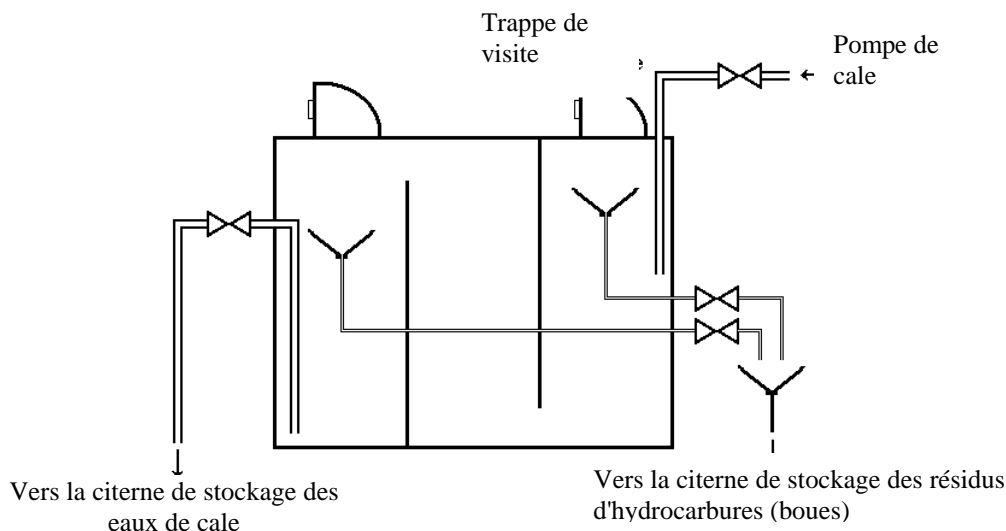 Trappe de
visite
Pompe de
cale
Vers la citerne de stockage des
eaux de cale
Vers la citerne de stockage des résidus
d'hydrocarbures (boues)